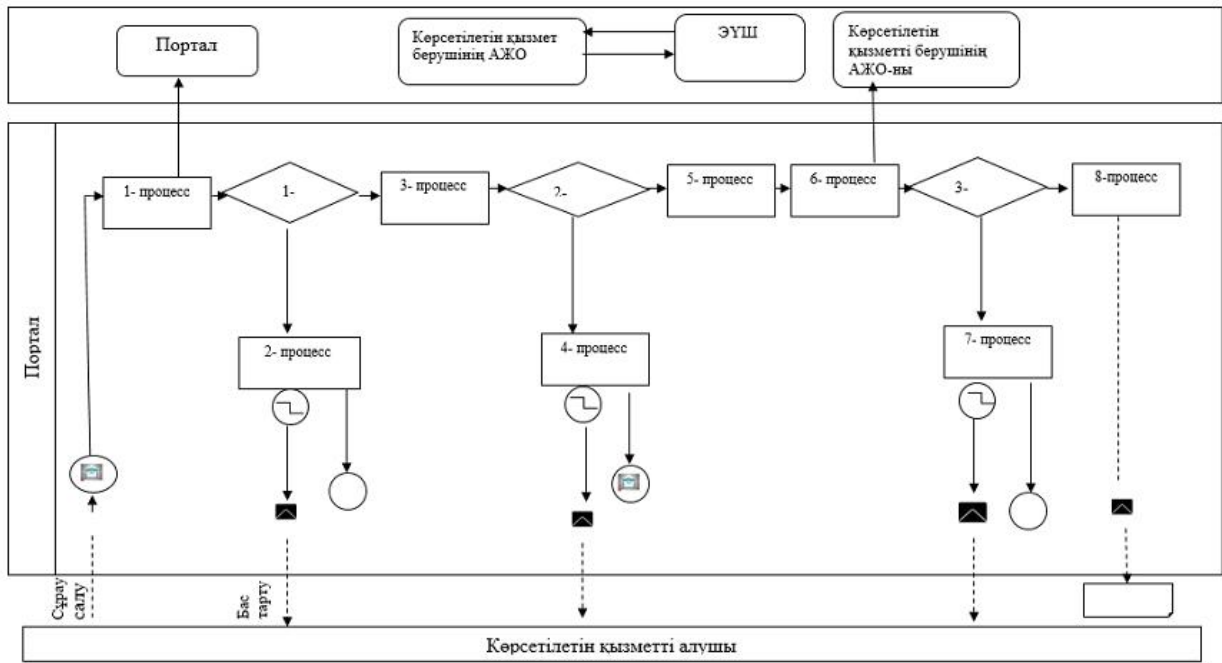 Портал
Көрсетілетін қызмет
берушінің АЖО
ЭҮШ
Көрсетілетін
қызметті берушінің
АЖО-ны
1- процесс
1-
3- процесс
2-
5- процесс
6- процесс
3-
8-процесс
Портал
2- процесс
4- процесс
7- процесс
Сұрау
салу
Бас
тарту
Көрсетілетін қызметті алушы